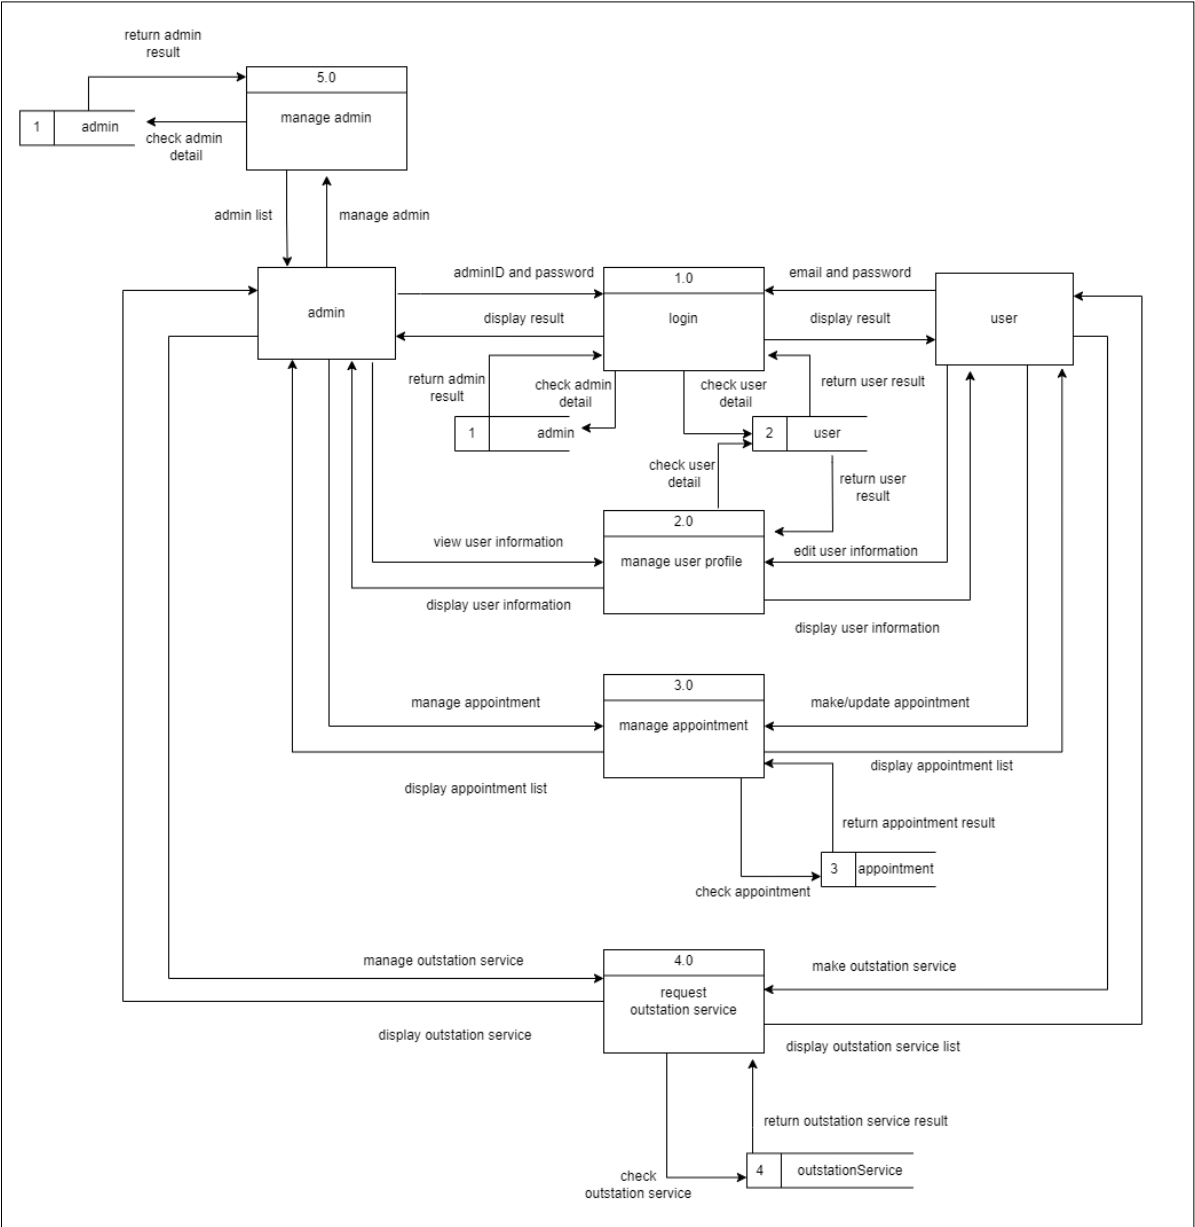 return admin
result
5.0
manage admin
1
admin
check admin
detail
admin list
manage admin
adminID and password
1.0
email and password
admin
display result
login
display result
user
return admin
result
check admin
detail
check user
detail
return user result
1
admin
2
user
check user
detail
return user
result
2.0
view user information
manage user profile
edit user information
display user information
display user information
3.0
manage appointment
manage appointment
make/update appointment
display appointment list
display appointment list
return appointment result
3
appointment
check appointment
manage outstation service
4.0
make outstation service
request
outstation service
display outstation service
display outstation service list
return outstation service result
4
outstationService
check
outstation service